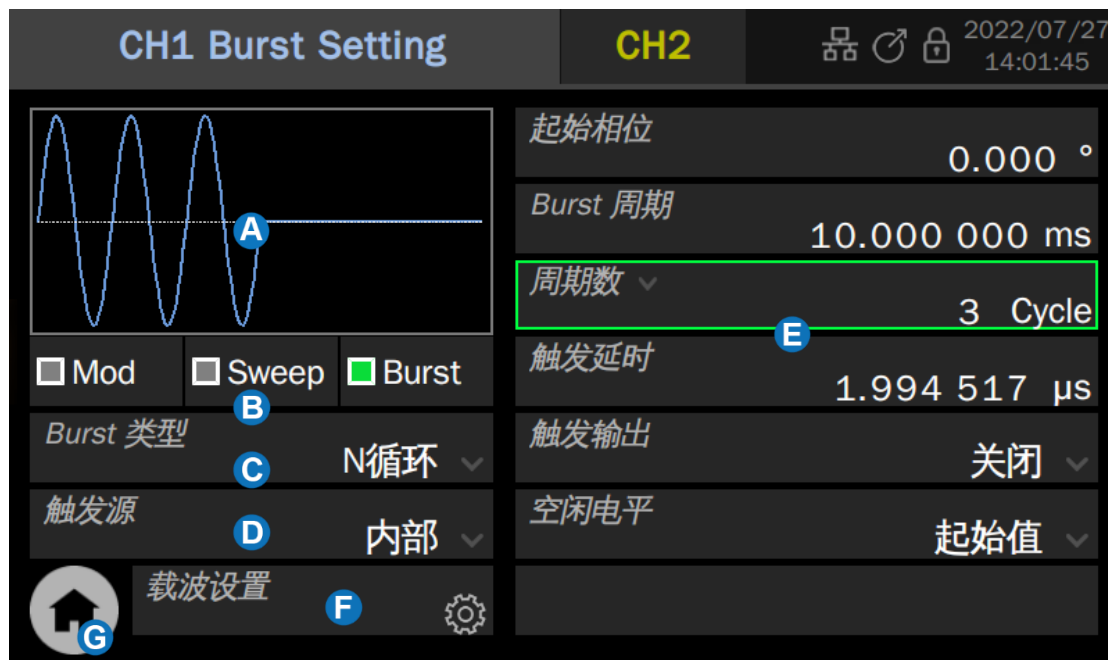 CH1 Burst Setting
CH2
2022/07/27
14:01:45
A
Mod
Sweep
Burst
B
Burst 类型
N循环
C
触发源
内部
D
载波设置
F
G
起始相位
0.000 °
Burst 周期
10.000 000 ms
周期数
3 Cycle
E
触发延时
1.994 517 µs
触发输出
关闭
空闲电平
起始值